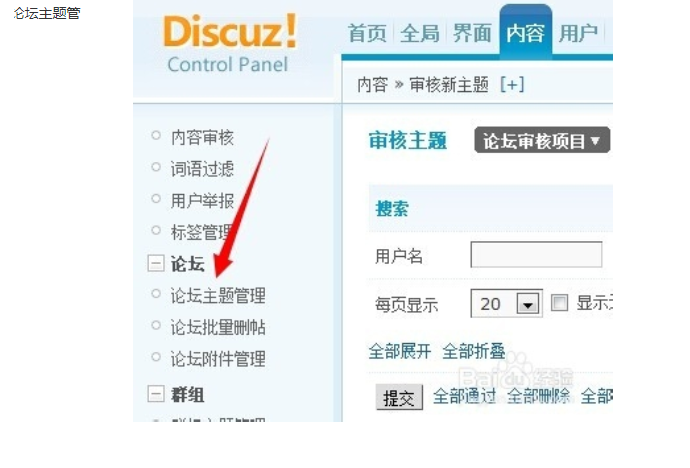 论坛主题管
Discuz!
Control Panel
首页 全局 界面 内容 用户
内容 » 审核新主题 [+]
内容审核
词语过滤
用户举报
标签管理
论坛
论坛主题管理
论坛批量删帖
论坛附件管理
群组
审核主题 论坛审核项目
搜索
用户名
每页显示 20 显示
全部展开 全部折叠
提交 全部通过 全部删除 全部
Baidu经验